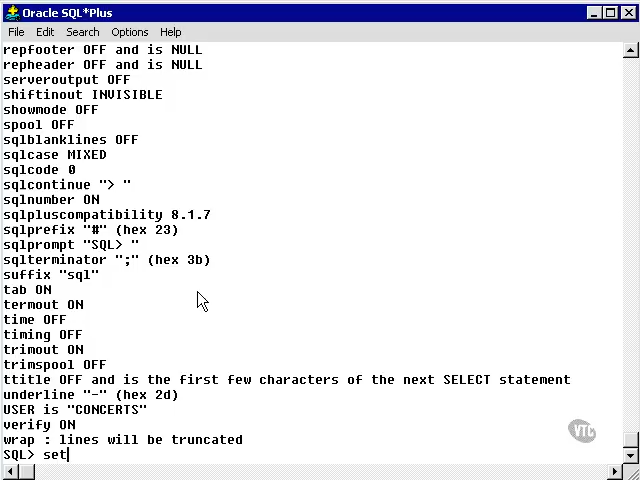 Oracle SQL*Plus
File Edit Search Options Help
repfooter OFF and is NULL
repheader OFF and is NULL
serveroutput OFF
shiftinout INVISIBLE
showmode OFF
spool OFF
sqlblanklines OFF
sqlcase MIXED
sqlcode 0
sqlcontinue "> "
sqlnumber ON
sqlpluscompatibility 8.1.7
sqlprefix "#" (hex 23)
sqlprompt "SQL> "
sqlterminator ";" (hex 3b)
suffix "sql"
tab ON
termout ON
time OFF
timing OFF
trimout ON
trimspool OFF
ttitle OFF and is the first few characters of the next SELECT statement
underline "-" (hex 2d)
USER is "CONCERTS"
verify ON
wrap : lines will be truncated
SQL> set
VTC